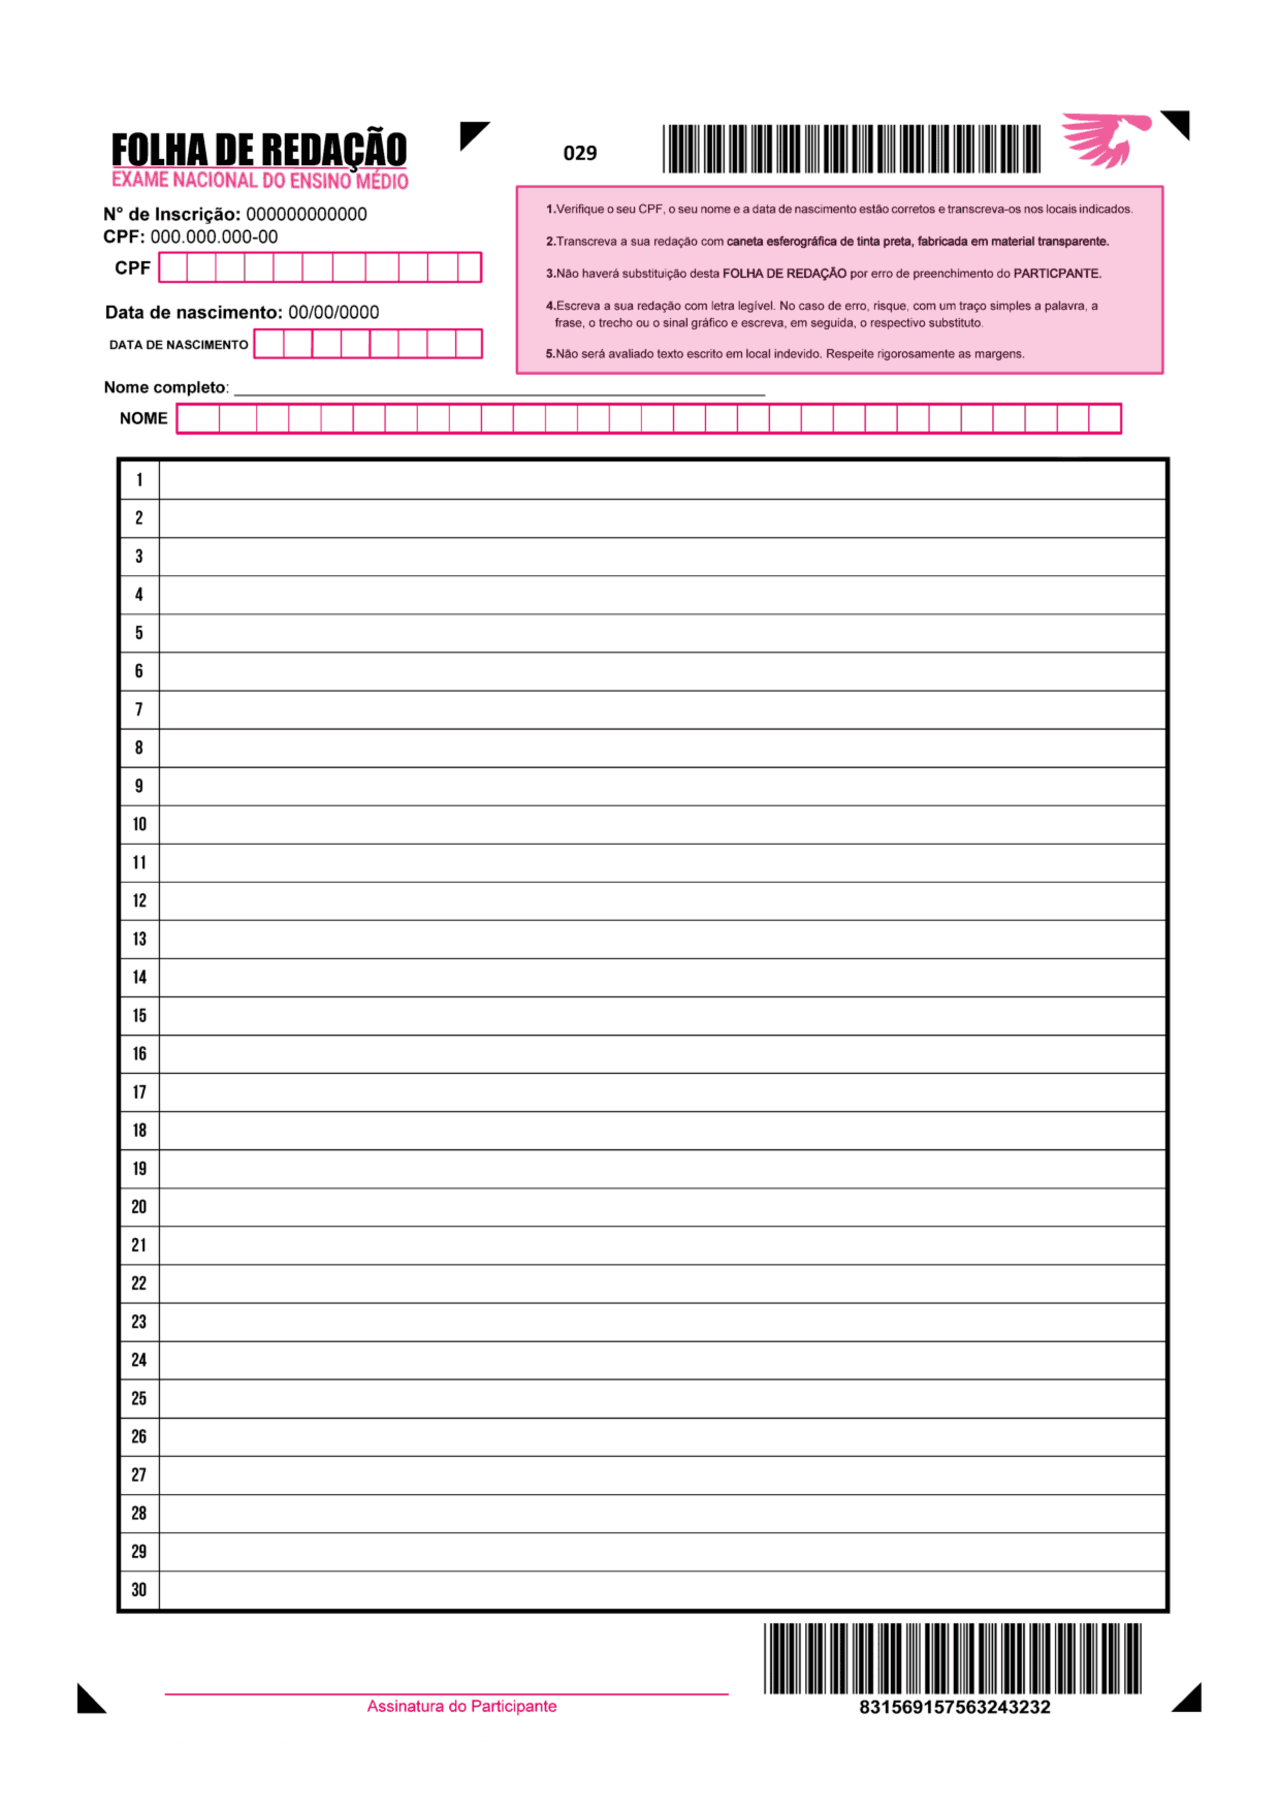 FOLHA DE REDAÇÃO
EXAME NACIONAL DO ENSINO MÉDIO
029
N° de Inscrição: 000000000000
CPF: 000.000.000-00
CPF
Data de nascimento: 00/00/0000
DATA DE NASCIMENTO
1.Verifique o seu CPF, o seu nome e a data de nascimento estão corretos e transcreva-os nos locais indicados.
2.Transcreva a sua redação com caneta esferográfica de tinta preta, fabricada em material transparente.
3.Não haverá substituição desta FOLHA DE REDAÇÃO por erro de preenchimento do PARTICPANTE.
4.Escreva a sua redação com letra legível. No caso de erro, risque, com um traço simples a palavra, a
frase, o trecho ou o sinal gráfico e escreva, em seguida, o respectivo substituto.
5.Não será avaliado texto escrito em local indevido. Respeite rigorosamente as margens.
Nome completo:
NOME
1
2
3
4
5
6
7
8
9
10
11
12
13
14
15
16
17
18
19
20
21
22
23
24
25
26
27
28
29
30
Assinatura do Participante
831569157563243232